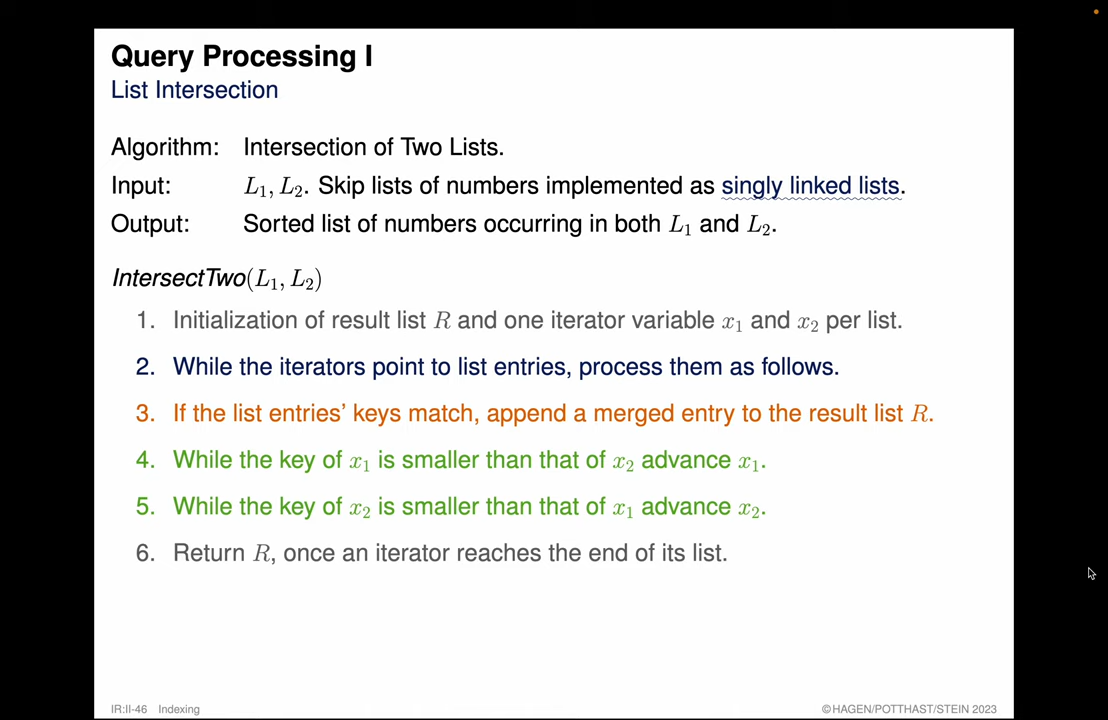 Query Processing I
List Intersection
Algorithm: Intersection of Two Lists.
Input: L₁, L₂. Skip lists of numbers implemented as singly linked lists.
Output: Sorted list of numbers occurring in both L₁ and L₂.
IntersectTwo(L₁, L₂)
1. Initialization of result list R and one iterator variable x₁ and x₂ per list.
2. While the iterators point to list entries, process them as follows.
3. If the list entries’ keys match, append a merged entry to the result list R.
4. While the key of x₁ is smaller than that of x₂ advance x₁.
5. While the key of x₂ is smaller than that of x₁ advance x₂.
6. Return R, once an iterator reaches the end of its list.
IR:II-46 Indexing ©HAGEN/POTTHAST/STEIN 2023